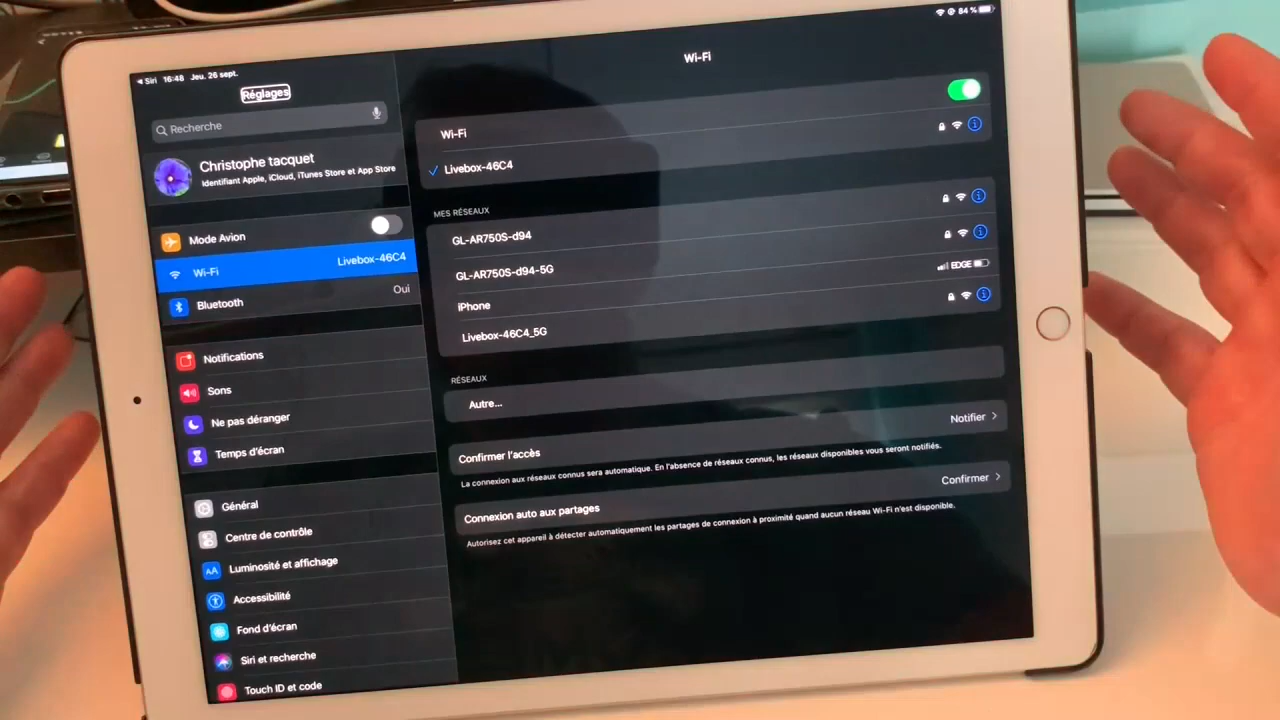 Siri 16:48 Jeu. 26 sept.
84 %
Réglages
Recherche
Christophe tacquet
Identifiant Apple, iCloud, iTunes Store et App Store
Mode Avion
Wi-Fi Livebox-46C4
Bluetooth Oui
Notifications
Sons
Ne pas déranger
Temps d'écran
Général
Centre de contrôle
AA Luminosité et affichage
Accessibilité
Fond d'écran
Siri et recherche
Touch ID et code
Wi-Fi
Wi-Fi
Livebox-46C4
MES RÉSEAUX
GL-AR750S-d94
GL-AR750S-d94-5G
iPhone EDGE
Livebox-46C4_5G
RÉSEAUX
Autre...
Confirmer l'accès Notifier
La connexion aux réseaux connus sera automatique. En l'absence de réseaux connus, les réseaux disponibles vous seront notifiés.
Connexion auto aux partages Confirmer
Autorisez cet appareil à détecter automatiquement les partages de connexion à proximité quand aucun réseau Wi-Fi n'est disponible.